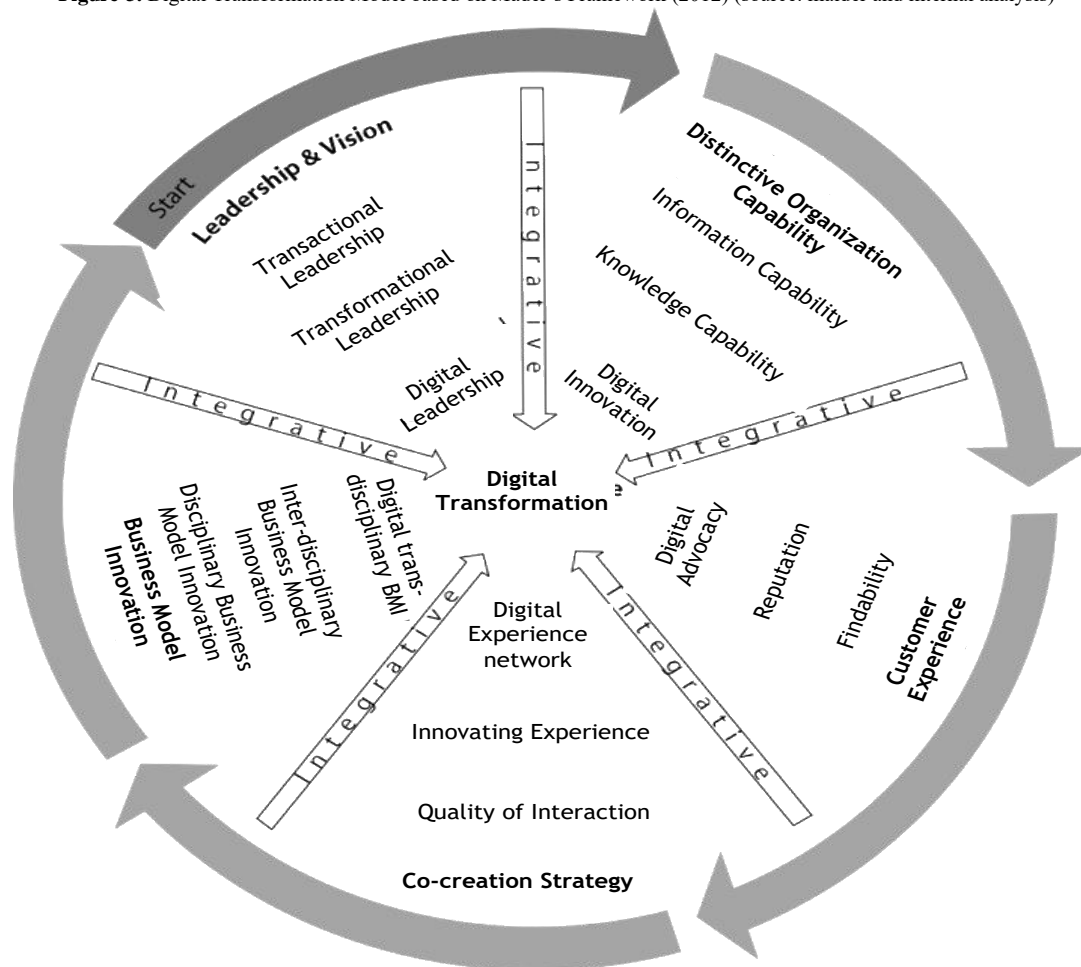 Start
Leadership & Vision
Transactional
Leadership
Transformational
Leadership
Digital
Leadership
Integrative
Distinctive Organization
Capability
Information Capability
Knowledge Capability
Digital
Innovation
Integrative
Customer
Experience
Findability
Reputation
Digital
Advocacy
Integrative
Co-creation Strategy
Quality of Interaction
Innovating Experience
Digital
Experience
network
Integrative
Business Model
Innovation
Disciplinary Business
Model Innovation
Inter-disciplinary
Business Model
Innovation
Digital trans-
disciplinary BMI
Integrative
Digital
Transformation